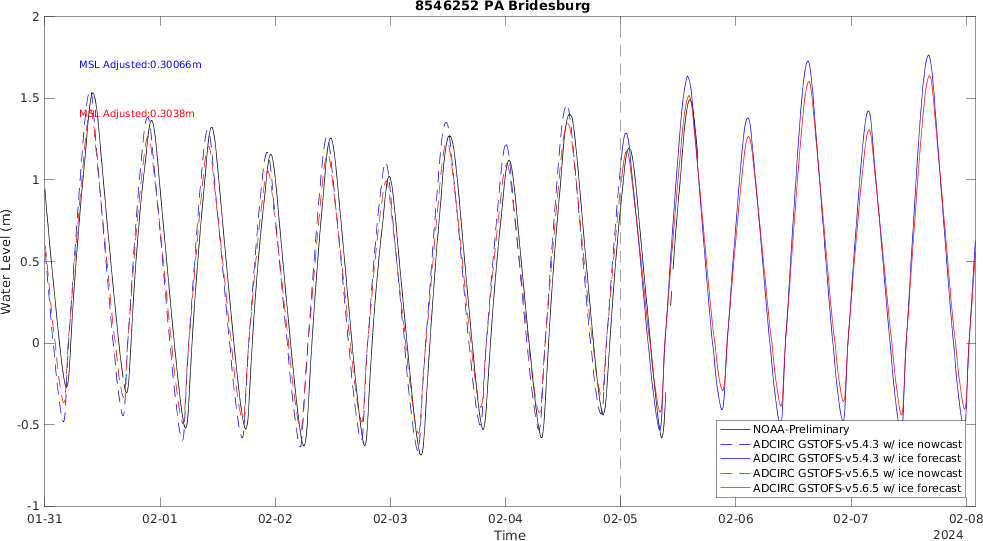 8546252 PA Bridesburg
2
MSL Adjusted:0.30066m
1.5
MSL Adjusted:0.3038m
1
0.5
0
-0.5
-1
Water Level (m)
NOAA-Preliminary
ADCIRC GSTOFS-v5.4.3 w/ ice nowcast
ADCIRC GSTOFS-v5.4.3 w/ ice forecast
ADCIRC GSTOFS-v5.6.5 w/ ice nowcast
ADCIRC GSTOFS-v5.6.5 w/ ice forecast
01-31 02-01 02-02 02-03 02-04 02-05 02-06 02-07 02-08
Time
2024